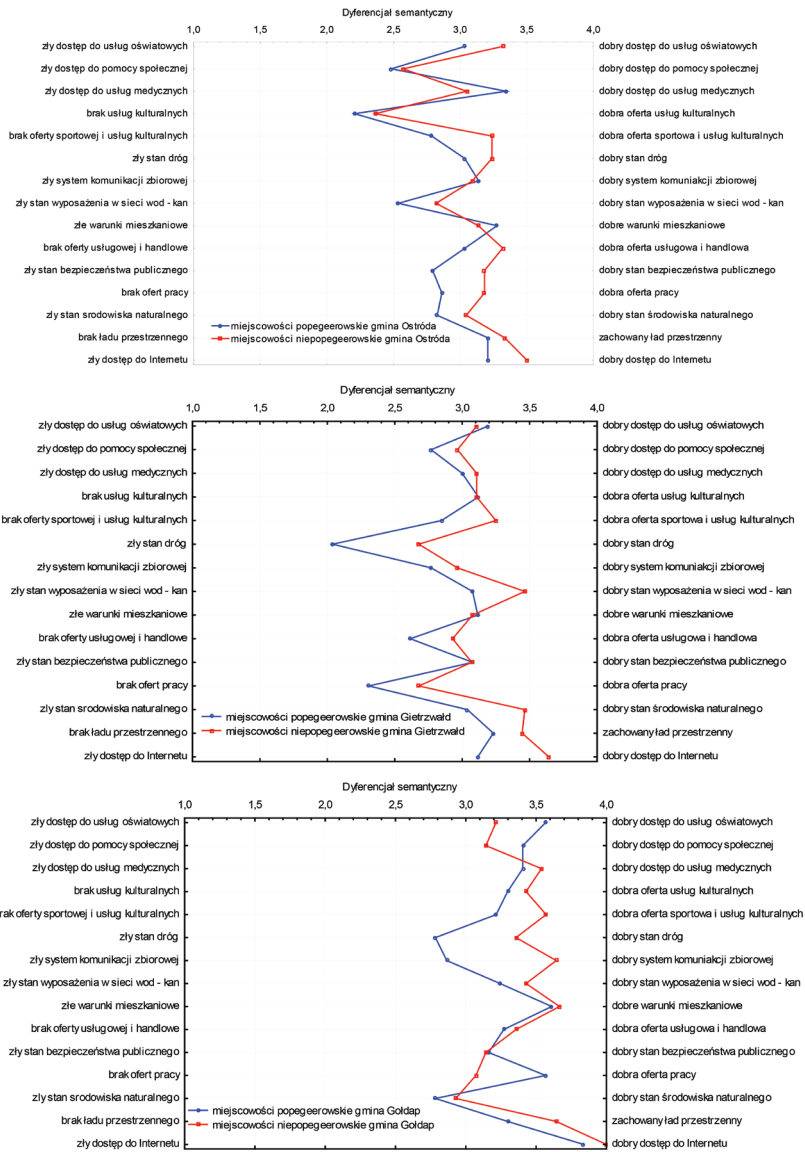 Dyferencjał semantyczny
1,0 1,5 2,0 2,5 3,0 3,5 4,0
zły dostęp do usług oświatowych dobry dostęp do usług oświatowych
zły dostęp do pomocy społecznej dobry dostęp do pomocy społecznej
zły dostęp do usług medycznych dobry dostęp do usług medycznych
brak usług kulturalnych dobra oferta usług kulturalnych
brak oferty sportowej i usług kulturalnych dobra oferta sportowa i usług kulturalnych
zły stan dróg dobry stan dróg
zły system komunikacji zbiorowej dobry system komuniakcji zbiorowej
zły stan wyposażenia w sieci wod - kan dobry stan wyposażenia w sieci wod - kan
złe warunki mieszkaniowe dobre warunki mieszkaniowe
brak oferty usługowej i handlowe dobra oferta usługowa i handlowa
zły stan bezpieczeństwa publicznego dobry stan bezpieczeństwa publicznego
brak ofert pracy dobra oferta pracy
zly stan srodowiska naturalnego dobry stan środowiska naturalnego
miejscowości popegeerowskie gmina Ostróda
brak ładu przestrzennego miejscowości niepopegeerowskie gmina Ostróda zachowany ład przestrzenny
zły dostęp do Internetu dobry dostęp do Internetu
Dyferencjał semantyczny
1,0 1,5 2,0 2,5 3,0 3,5 4,0
zły dostęp do usług oświatowych dobry dostęp do usług oświatowych
zły dostęp do pomocy społecznej dobry dostęp do pomocy społecznej
zły dostęp do usług medycznych dobry dostęp do usług medycznych
brak usług kulturalnych dobra oferta usług kulturalnych
brak oferty sportowej i usług kulturalnych dobra oferta sportowa i usług kulturalnych
zły stan dróg dobry stan dróg
zły system komunikacji zbiorowej dobry system komuniakcji zbiorowej
zły stan wyposażenia w sieci wod - kan dobry stan wyposażenia w sieci wod - kan
złe warunki mieszkaniowe dobre warunki mieszkaniowe
brak oferty usługowej i handlowe dobra oferta usługowa i handlowa
zły stan bezpieczeństwa publicznego dobry stan bezpieczeństwa publicznego
brak ofert pracy dobra oferta pracy
zly stan srodowiska naturalnego dobry stan środowiska naturalnego
miejscowości popegeerowskie gmina Gietrzwałd
brak ładu przestrzennego miejscowości niepopegeerowskie gmina Gietrzwałd zachowany ład przestrzenny
zły dostęp do Internetu dobry dostęp do Internetu
Dyferencjał semantyczny
1,0 1,5 2,0 2,5 3,0 3,5 4,0
zły dostęp do usług oświatowych dobry dostęp do usług oświatowych
zły dostęp do pomocy społecznej dobry dostęp do pomocy społecznej
zły dostęp do usług medycznych dobry dostęp do usług medycznych
brak usług kulturalnych dobra oferta usług kulturalnych
rak oferty sportowej i usług kulturalnych dobra oferta sportowa i usług kulturalnych
zły stan dróg dobry stan dróg
zły system komunikacji zbiorowej dobry system komuniakcji zbiorowej
zły stan wyposażenia w sieci wod - kan dobry stan wyposażenia w sieci wod - kan
złe warunki mieszkaniowe dobre warunki mieszkaniowe
brak oferty usługowej i handlowe dobra oferta usługowa i handlowa
zły stan bezpieczeństwa publicznego dobry stan bezpieczeństwa publicznego
brak ofert pracy dobra oferta pracy
zly stan srodowiska naturalnego dobry stan środowiska naturalnego
miejscowości popegeerowskie gmina Gołdap
brak ładu przestrzennego miejscowości niepopegeerowskie gmina Gołdap zachowany ład przestrzenny
zły dostęp do Internetu dobry dostęp do Internetu